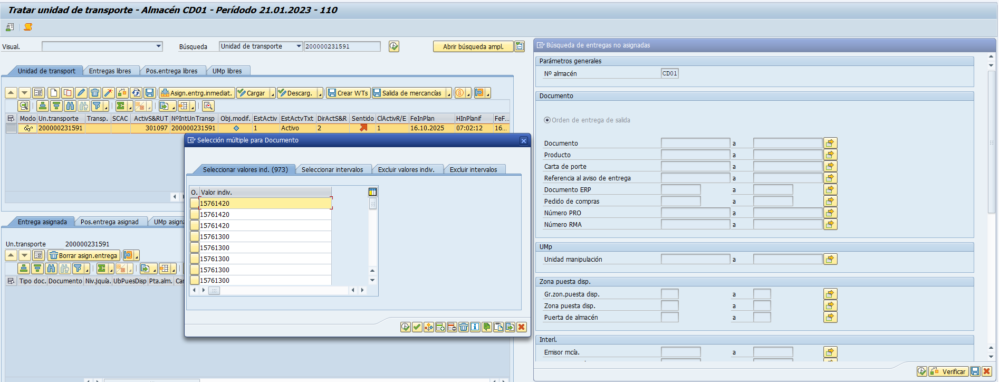 Tratar unidad de transporte - Almacén CD01 - Perídodo 21.01.2023 - 110
Visual.
Búsqueda
Unidad de transporte
200000231591
Abrir búsqueda ampl.
Unidad de transport
Entregas libres
Pos.entrega libres
UMp libres
Asign.entrg.inmediat.
Cargar
Descarg.
Crear WTs
Salida de mercancías
Modo Un.transporte Transp. SCAC ActivS&RUT NºIntUnTransp Obj.modif. EstActiv EstActvTxt DirActS&R Sentido ClActivR/E FeInPlan HInPlanif FeF...
200000231591 301097 200000231591 1 Activo 2 1 16.10.2025 07:02:12 16...
Selección múltiple para Documento
Seleccionar valores ind. (973)
Seleccionar intervalos
Excluir valores indiv.
Excluir intervalos
O. Valor indiv.
15761420
15761420
15761420
15761300
15761300
15761300
15761300
15761300
Entrega asignada
Pos.entrega asignad
UMp asigna
Un.transporte 200000231591
Borrar asign.entrega
Tipo doc. Documento Niv.jquía. UbPuesDisp Pta.alm. Car
Búsqueda de entregas no asignadas
Parámetros generales
Nº almacén CD01
Documento
Orden de entrega de salida
Documento a
Producto a
Carta de porte a
Referencia al aviso de entrega a
Documento ERP a
Pedido de compras a
Número PRO a
Número RMA a
UMp
Unidad manipulación a
Zona puesta disp.
Gr.zon.puesta disp. a
Zona puesta disp. a
Puerta de almacén a
Interl.
Emisor mcía. a
Verificar